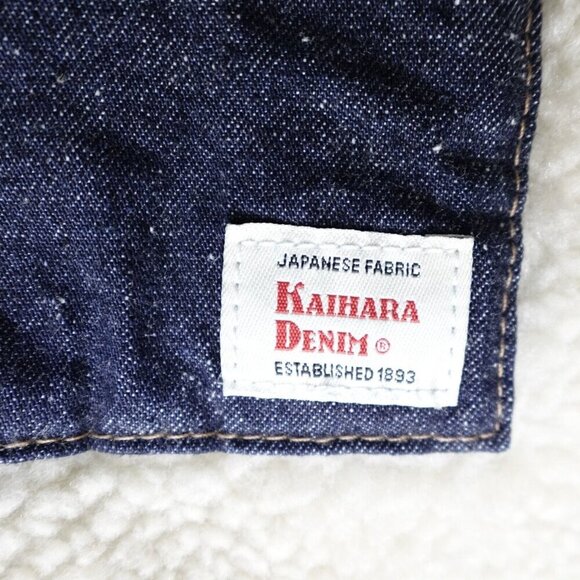 JAPANESE FABRIC
KAIHARA
DENIM ®
ESTABLISHED 1893